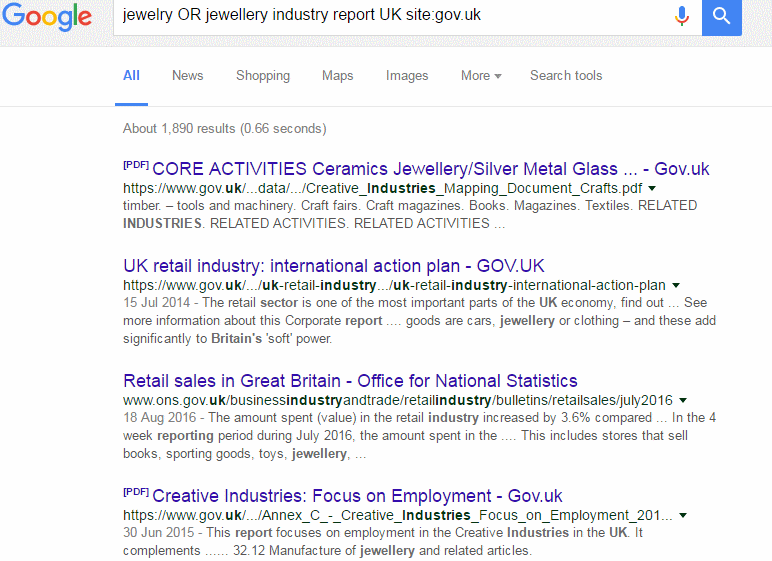 Google
jewelry OR jewellery industry report UK site:gov.uk
All News Shopping Maps Images More Search tools
About 1,890 results (0.66 seconds)
[PDF] CORE ACTIVITIES Ceramics Jewellery/Silver Metal Glass ... - Gov.uk
https://www.gov.uk/...data/.../Creative_Industries_Mapping_Document_Crafts.pdf
timber. – tools and machinery. Craft fairs. Craft magazines. Books. Magazines. Textiles. RELATED
INDUSTRIES. RELATED ACTIVITIES. RELATED ACTIVITIES ...
UK retail industry: international action plan - GOV.UK
https://www.gov.uk/.../uk-retail-industry.../uk-retail-industry-international-action-plan
15 Jul 2014 - The retail sector is one of the most important parts of the UK economy, find out ... See
more information about this Corporate report .... goods are cars, jewellery or clothing – and these add
significantly to Britain's 'soft' power.
Retail sales in Great Britain - Office for National Statistics
www.ons.gov.uk/businessindustryandtrade/retailindustry/bulletins/retailsales/july2016
18 Aug 2016 - The amount spent (value) in the retail industry increased by 3.6% compared ... In the 4
week reporting period during July 2016, the amount spent in the .... This includes stores that sell
books, sporting goods, toys, jewellery, ...
[PDF] Creative Industries: Focus on Employment - Gov.uk
https://www.gov.uk/.../Annex_C_-_Creative_Industries_Focus_on_Employment_201...
30 Jun 2015 - This report focuses on employment in the Creative Industries in the UK. It
complements ...... 32.12 Manufacture of jewellery and related articles.